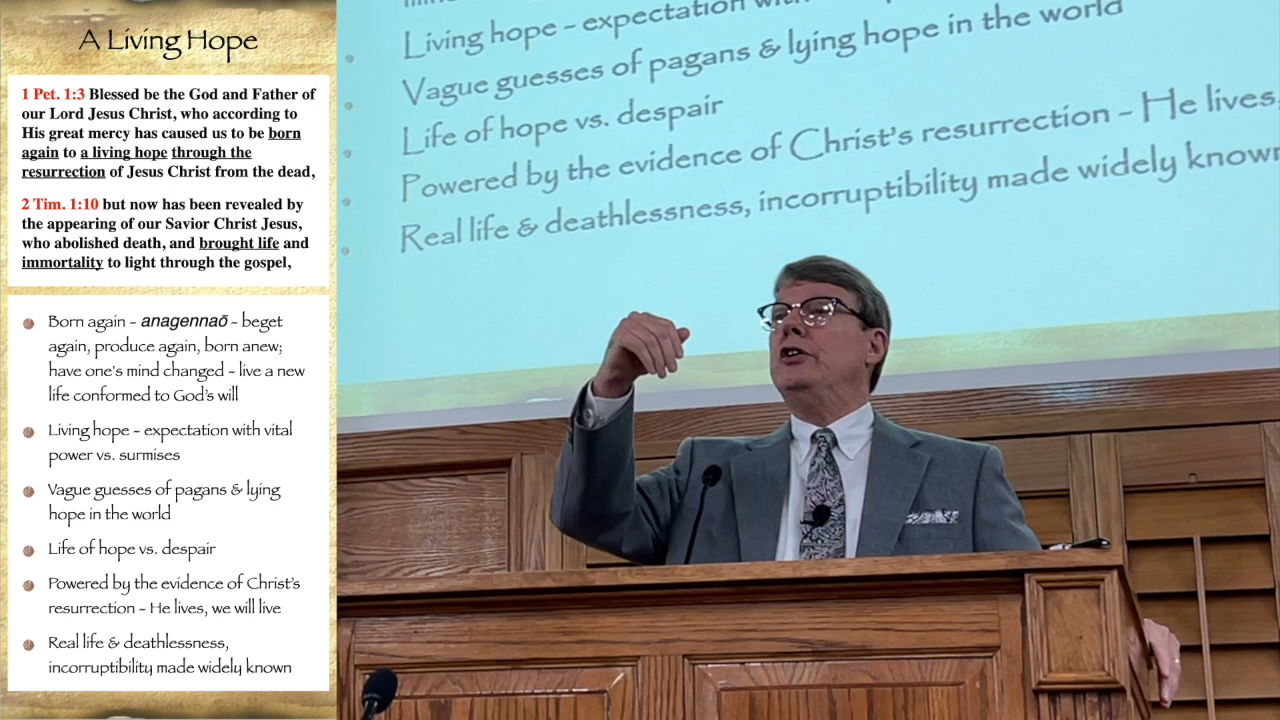 A Living Hope
1 Pet. 1:3 Blessed be the God and Father of
our Lord Jesus Christ, who according to
His great mercy has caused us to be born
again to a living hope through the
resurrection of Jesus Christ from the dead,
2 Tim. 1:10 but now has been revealed by
the appearing of our Savior Christ Jesus,
who abolished death, and brought life and
immortality to light through the gospel,
Born again - anagennaō - beget
again, produce again, born anew;
have one's mind changed - live a new
life conformed to God's will
Living hope - expectation with vital
power vs. surmises
Vague guesses of pagans & lying
hope in the world
Life of hope vs. despair
Powered by the evidence of Christ's
resurrection - He lives, we will live
Real life & deathlessness,
incorruptibility made widely known
Living hope - expectation with
Vague guesses of pagans & lying hope in the world
Life of hope vs. despair
Powered by the evidence of Christ's resurrection - He lives,
Real life & deathlessness, incorruptibility made widely known